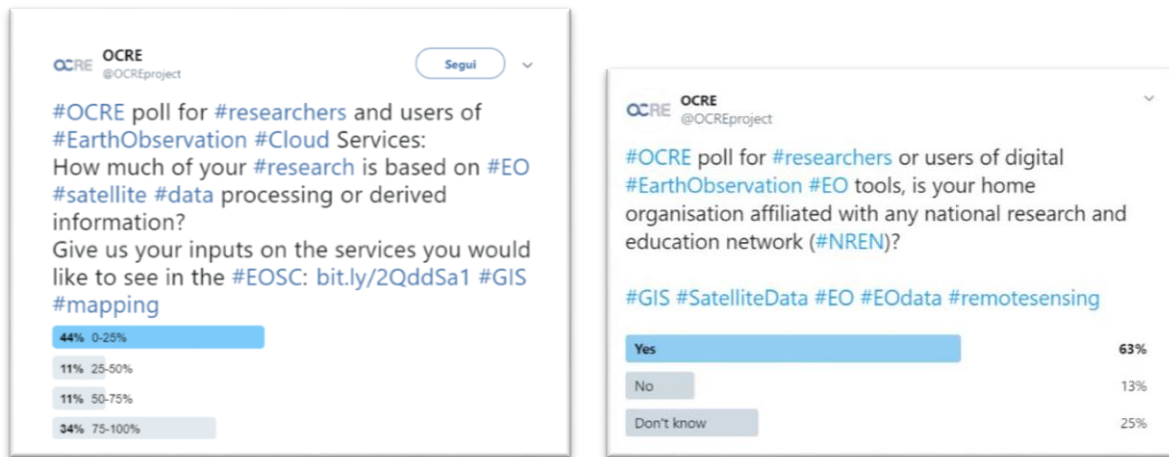 OCRE
OCRE
@OCREproject
Segui
#OCRE poll for #researchers and users of
#EarthObservation #Cloud Services:
How much of your #research is based on #EO
#satellite #data processing or derived
information?
Give us your inputs on the services you would
like to see in the #EOSC: bit.ly/2QddSa1 #GIS
#mapping
44% 0-25%
11% 25-50%
11% 50-75%
34% 75-100%
OCRE
OCRE
@OCREproject
#OCRE poll for #researchers or users of digital
#EarthObservation #EO tools, is your home
organisation affiliated with any national research and
education network (#NREN)?
#GIS #SatelliteData #EO #EOdata #remotesensing
Yes 63%
No 13%
Don't know 25%